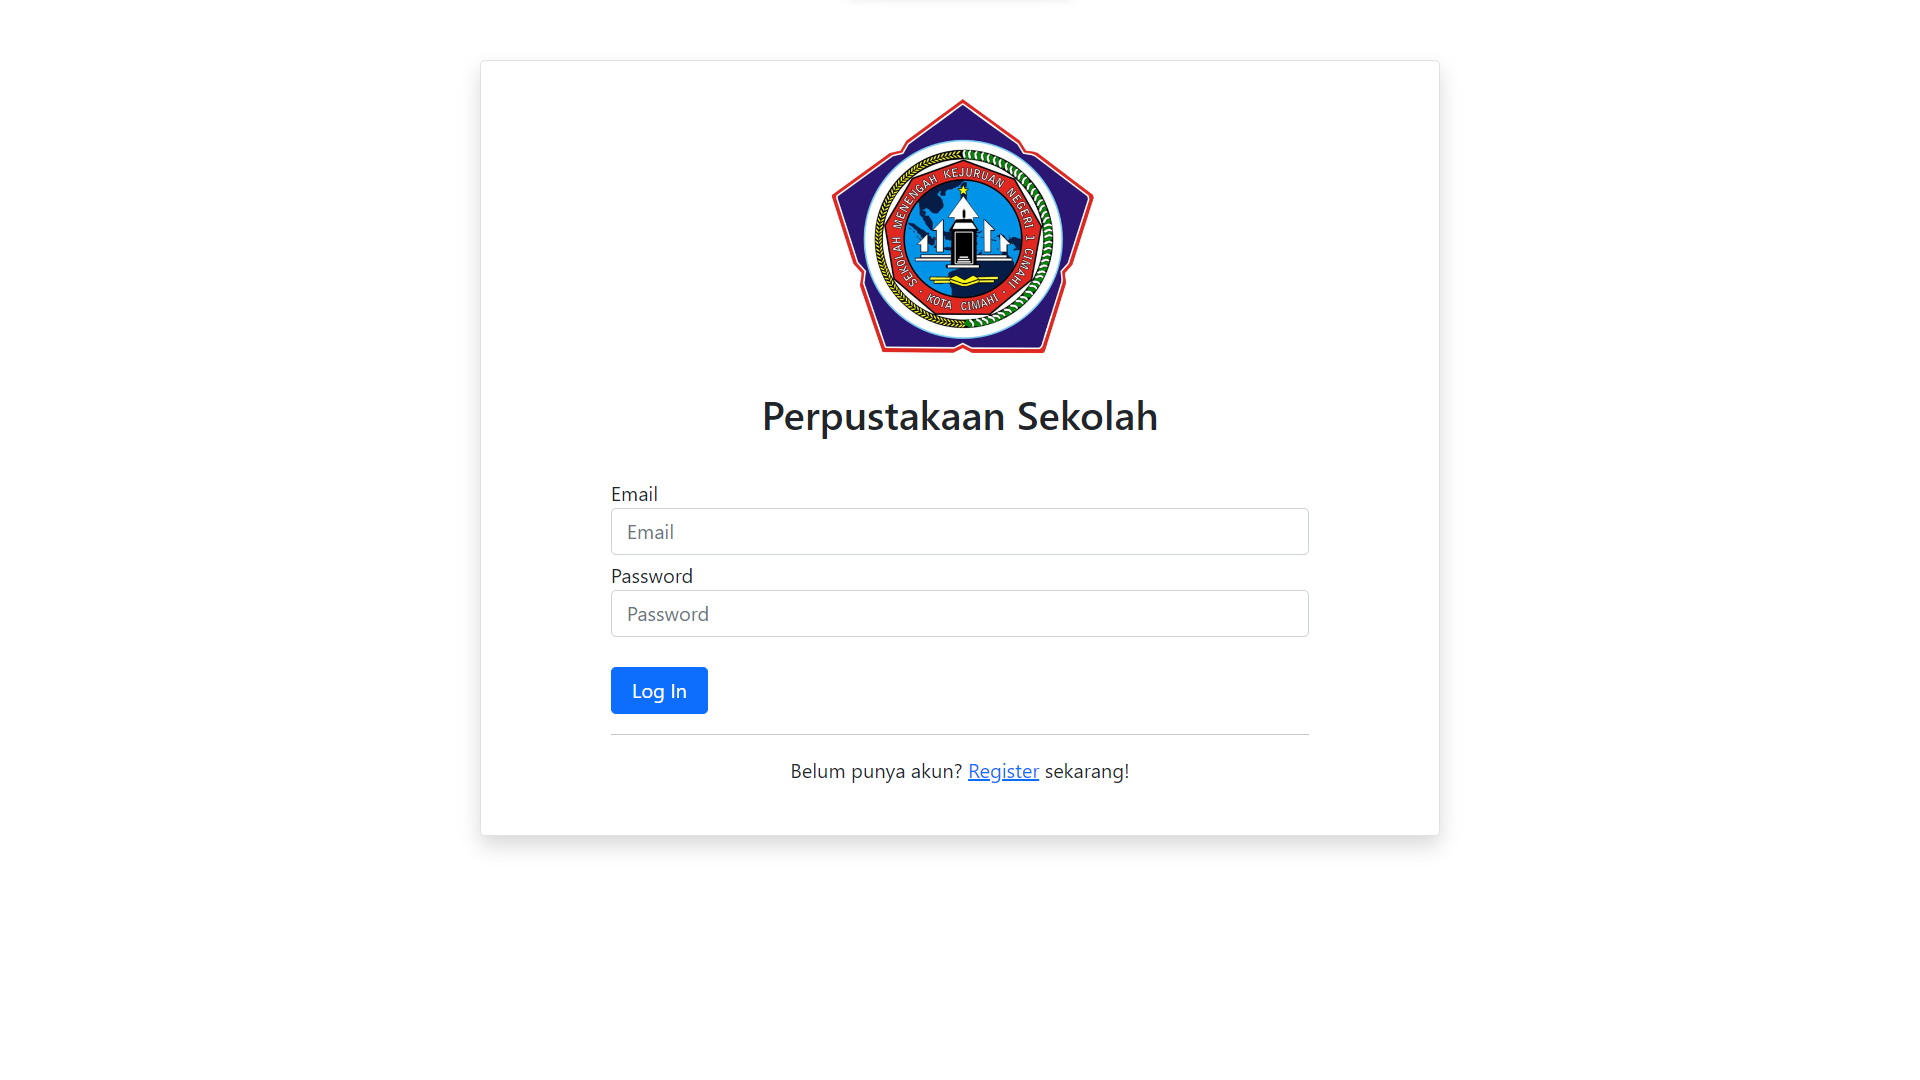 SEKOLAH MENENGAH KEJURUAN NEGERI 1 CIMAHI
· KOTA CIMAHI ·
Perpustakaan Sekolah
Email
Email
Password
Password
Log In
Belum punya akun? Register sekarang!